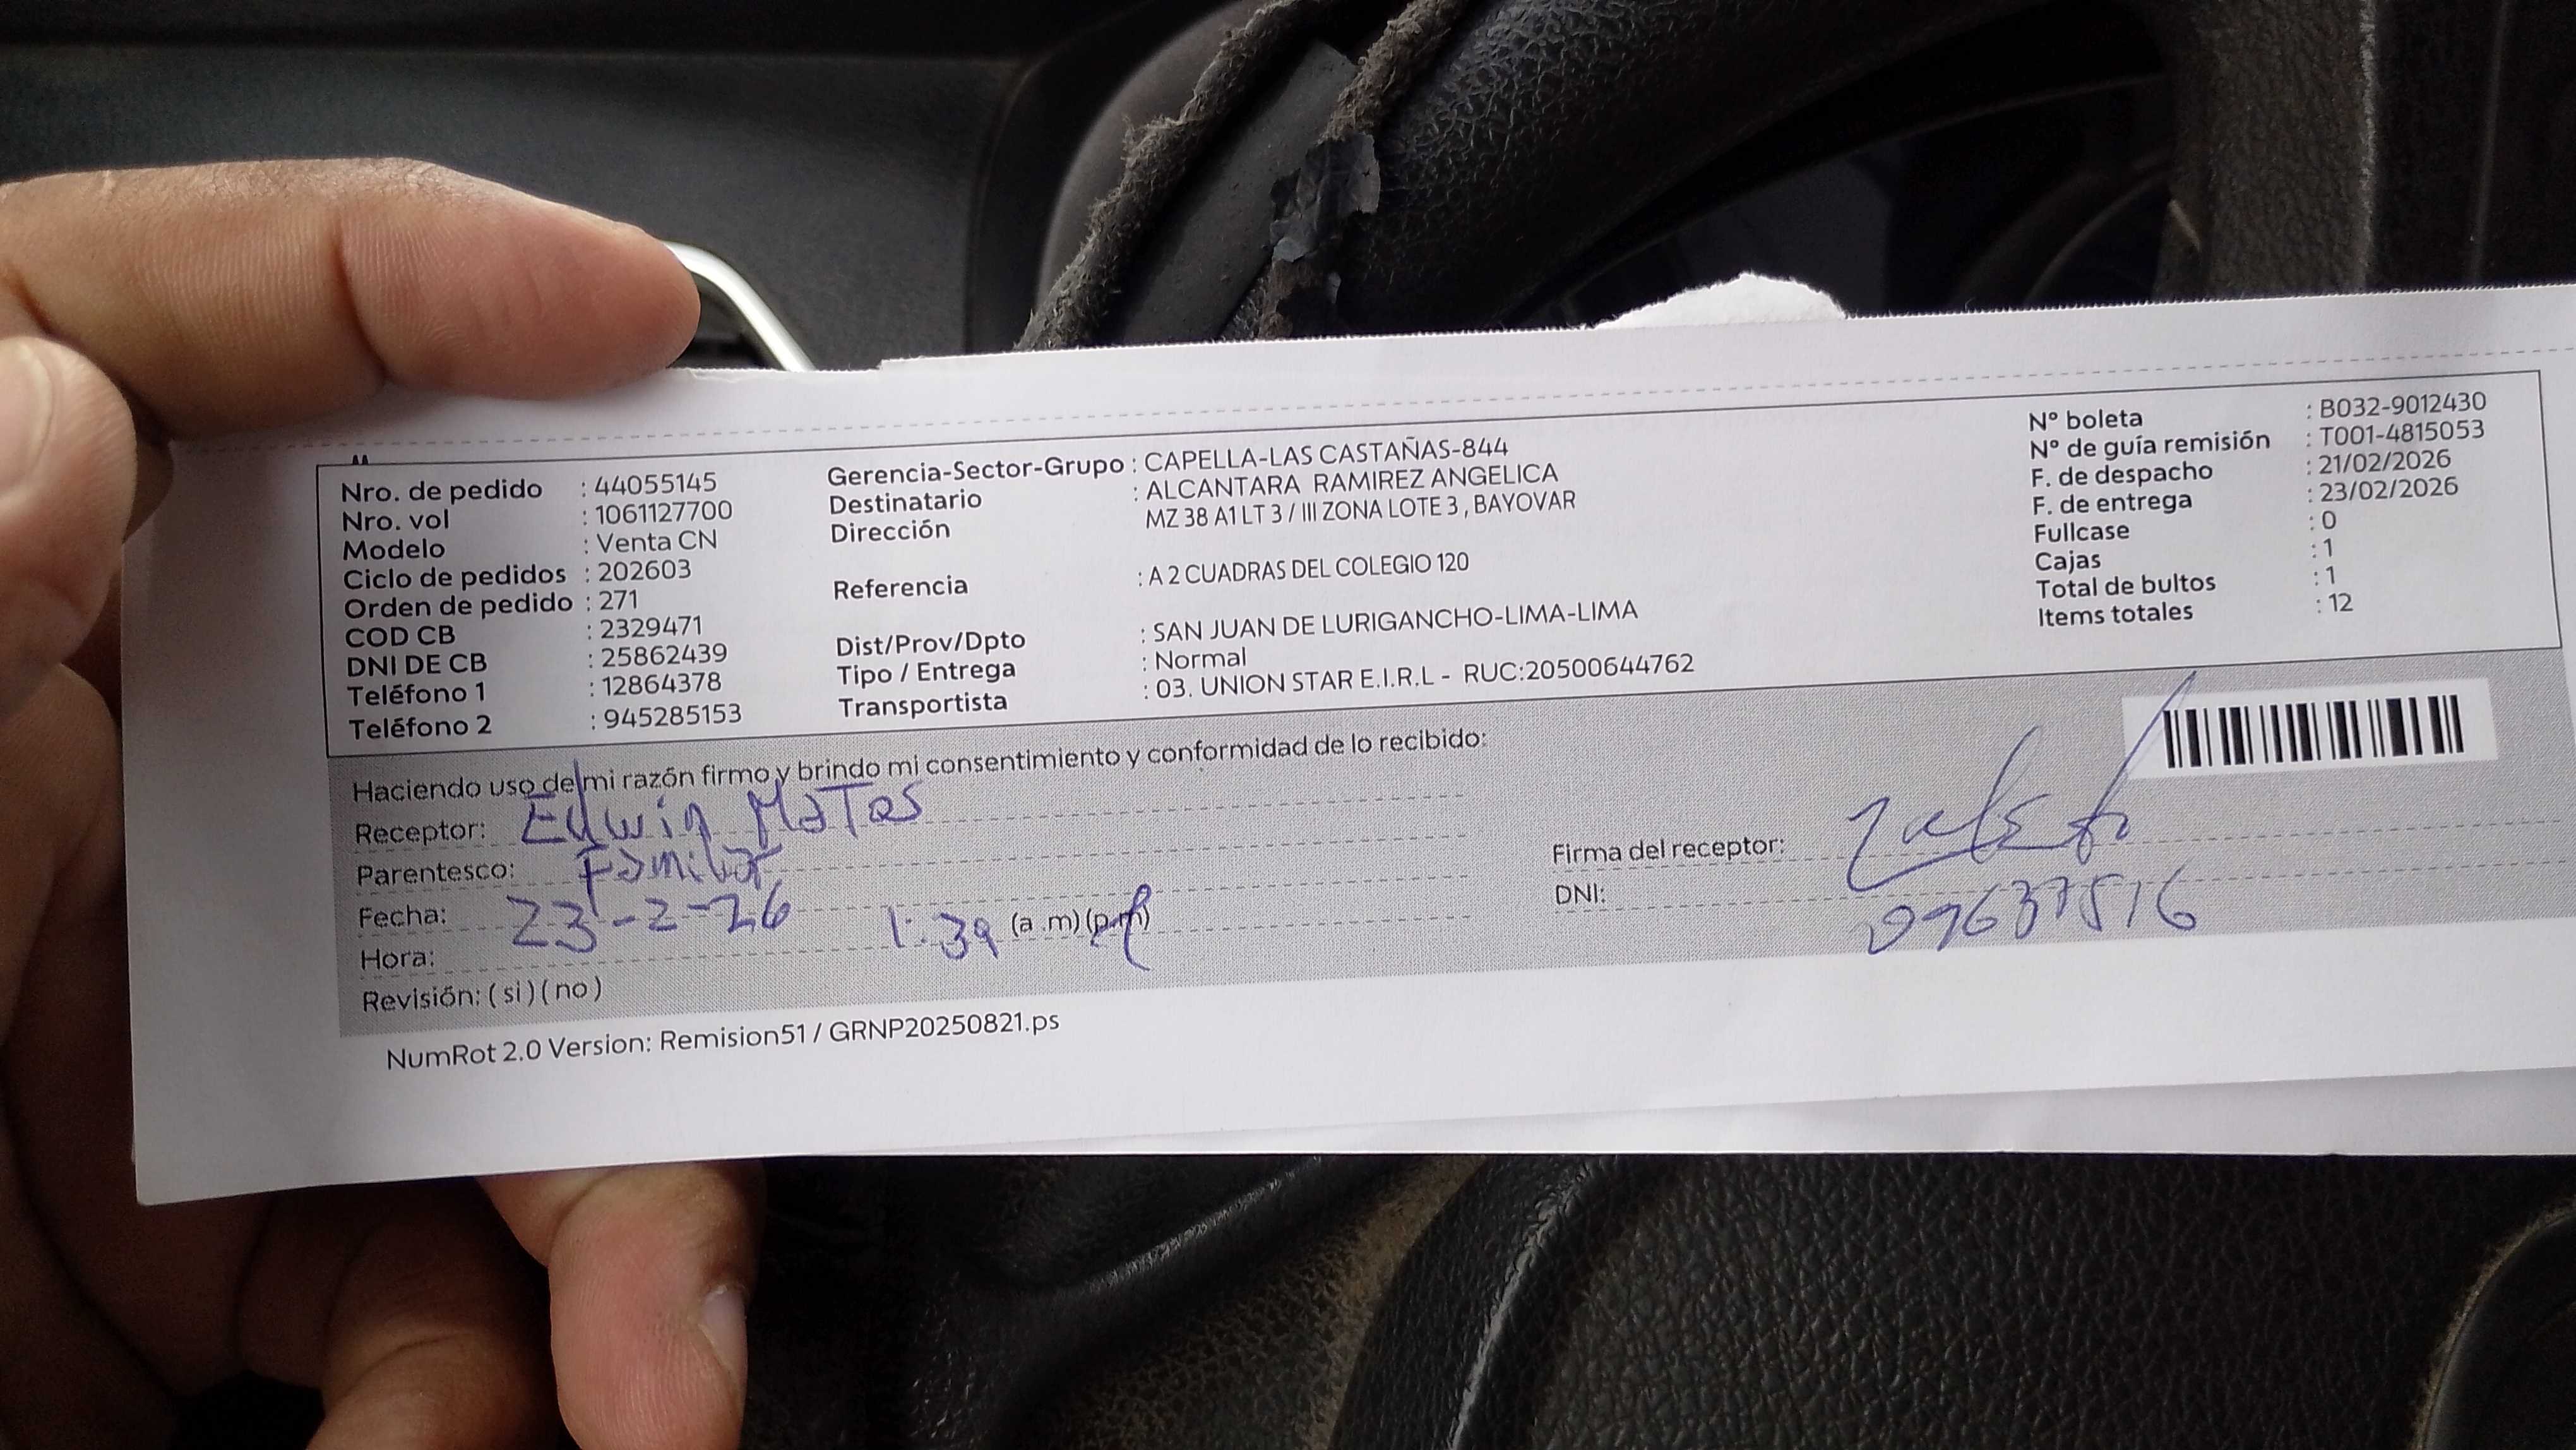 Nro. de pedido : 44055145
Nro. vol : 1061127700
Modelo : Venta CN
Ciclo de pedidos : 202603
Orden de pedido : 271
COD CB : 2329471
DNI DE CB : 25862439
Teléfono 1 : 12864378
Teléfono 2 : 945285153
Gerencia-Sector-Grupo : CAPELLA-LAS CASTAÑAS-844
Destinatario : ALCANTARA RAMIREZ ANGELICA
Dirección MZ 38 A1 LT 3 / III ZONA LOTE 3 , BAYOVAR
Referencia : A 2 CUADRAS DEL COLEGIO 120
Dist/Prov/Dpto : SAN JUAN DE LURIGANCHO-LIMA-LIMA
Tipo / Entrega : Normal
Transportista : 03. UNION STAR E.I.R.L - RUC:20500644762
Nº boleta : B032-9012430
Nº de guía remisión : T001-4815053
F. de despacho : 21/02/2026
F. de entrega : 23/02/2026
Fullcase : 0
Cajas : 1
Total de bultos : 1
Items totales : 12
Haciendo uso de mi razón firmo y brindo mi consentimiento y conformidad de lo recibido:
Receptor: Edwin Matos
Parentesco: Familiar
Fecha: 23-2-26
Hora: 1:39 (a .m) (p.m)
Revisión: ( si ) ( no )
Firma del receptor:
DNI: 09637516
NumRot 2.0 Version: Remision51 / GRNP20250821.ps